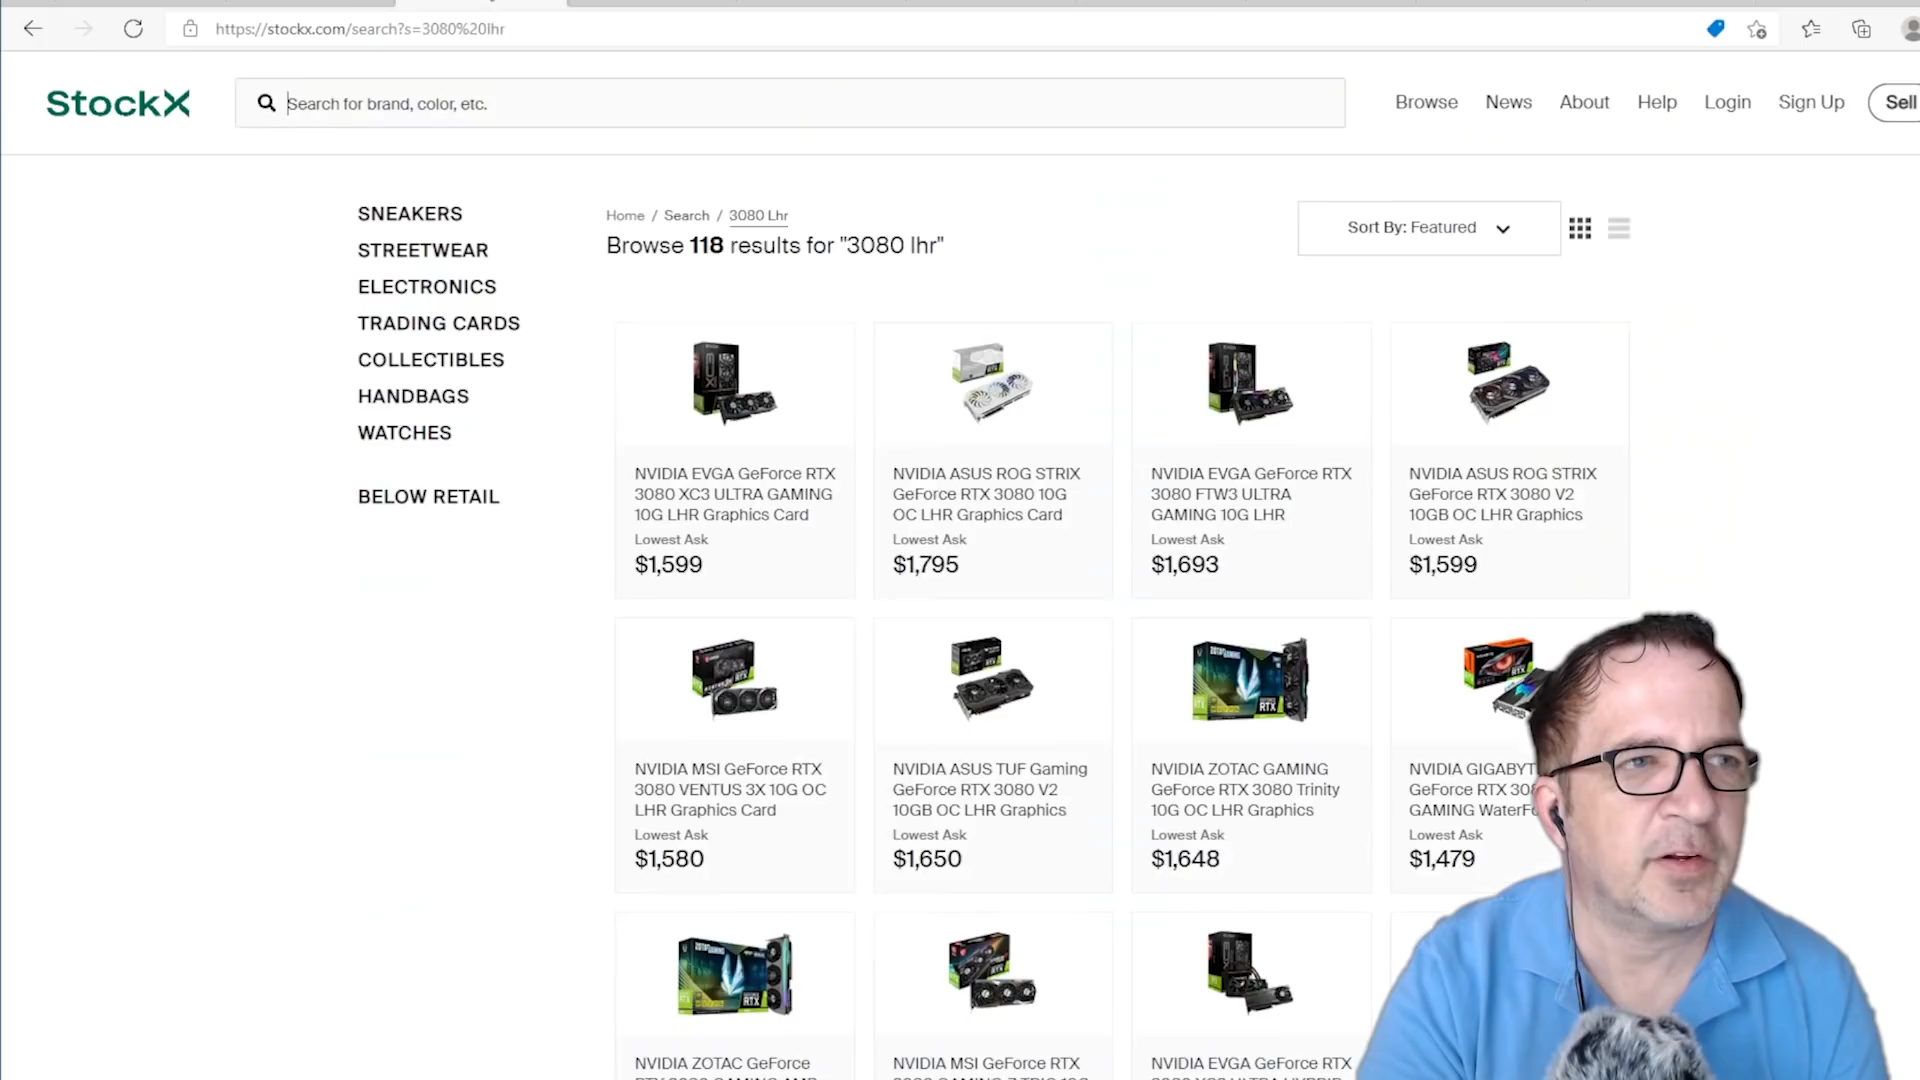 https://stockx.com/search?s=3080%20lhr
StockX
Search for brand, color, etc.
Browse
News
About
Help
Login
Sign Up
Sell
SNEAKERS
STREETWEAR
ELECTRONICS
TRADING CARDS
COLLECTIBLES
HANDBAGS
WATCHES
BELOW RETAIL
Home / Search / 3080 Lhr
Browse 118 results for "3080 lhr"
Sort By: Featured
NVIDIA EVGA GeForce RTX
3080 XC3 ULTRA GAMING
10G LHR Graphics Card
Lowest Ask
$1,599
NVIDIA ASUS ROG STRIX
GeForce RTX 3080 10G
OC LHR Graphics Card
Lowest Ask
$1,795
NVIDIA EVGA GeForce RTX
3080 FTW3 ULTRA
GAMING 10G LHR
Lowest Ask
$1,693
NVIDIA ASUS ROG STRIX
GeForce RTX 3080 V2
10GB OC LHR Graphics
Lowest Ask
$1,599
NVIDIA MSI GeForce RTX
3080 VENTUS 3X 10G OC
LHR Graphics Card
Lowest Ask
$1,580
NVIDIA ASUS TUF Gaming
GeForce RTX 3080 V2
10GB OC LHR Graphics
Lowest Ask
$1,650
NVIDIA ZOTAC GAMING
GeForce RTX 3080 Trinity
10G OC LHR Graphics
Lowest Ask
$1,648
NVIDIA GIGABYT
GeForce RTX 30
GAMING WaterFo
Lowest Ask
$1,479
NVIDIA ZOTAC GeForce
NVIDIA MSI GeForce RTX
NVIDIA EVGA GeForce RTX